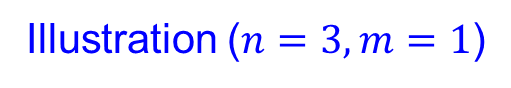 Illustration (n = 3, m = 1)